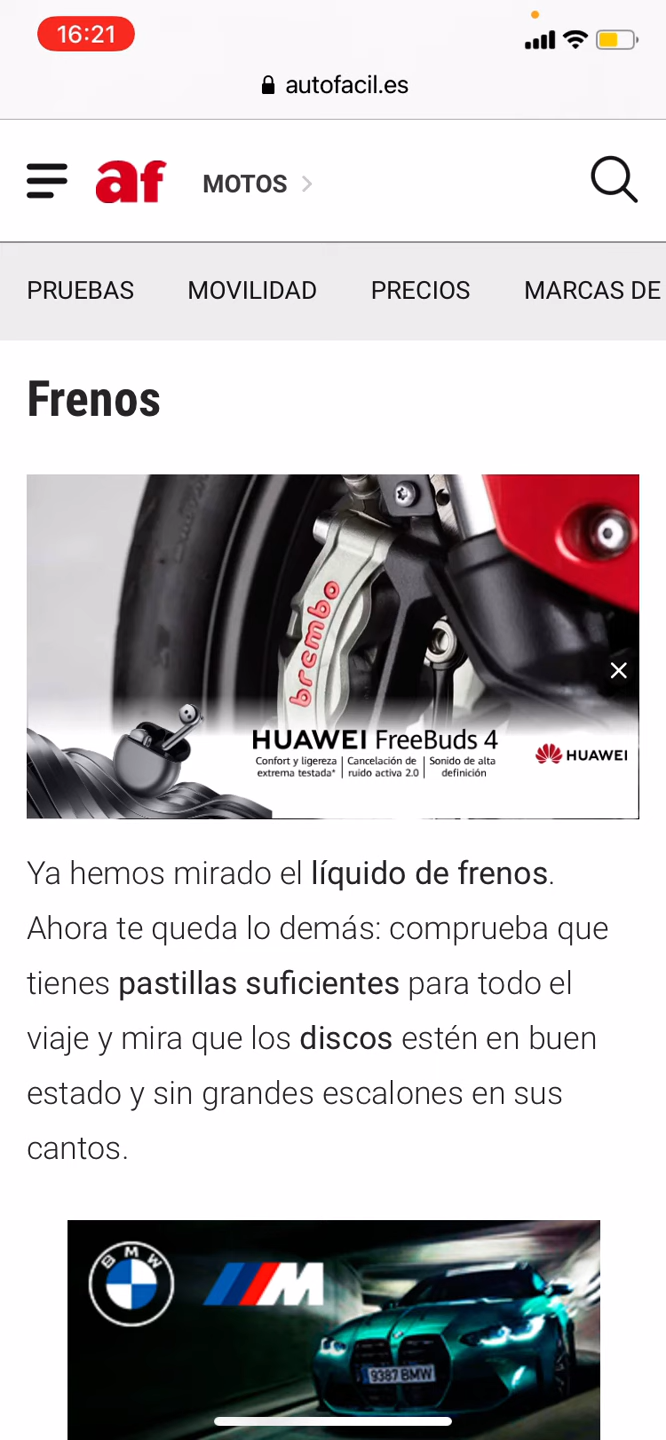 16:21
autofacil.es
af MOTOS
PRUEBAS MOVILIDAD PRECIOS MARCAS DE
Frenos
brembo
HUAWEI FreeBuds 4
Confort y ligereza extrema testada* | Cancelación de ruido activa 2.0 | Sonido de alta definición
HUAWEI
Ya hemos mirado el líquido de frenos.
Ahora te queda lo demás: comprueba que
tienes pastillas suficientes para todo el
viaje y mira que los discos estén en buen
estado y sin grandes escalones en sus
cantos.
BMW
M
9387 BMW